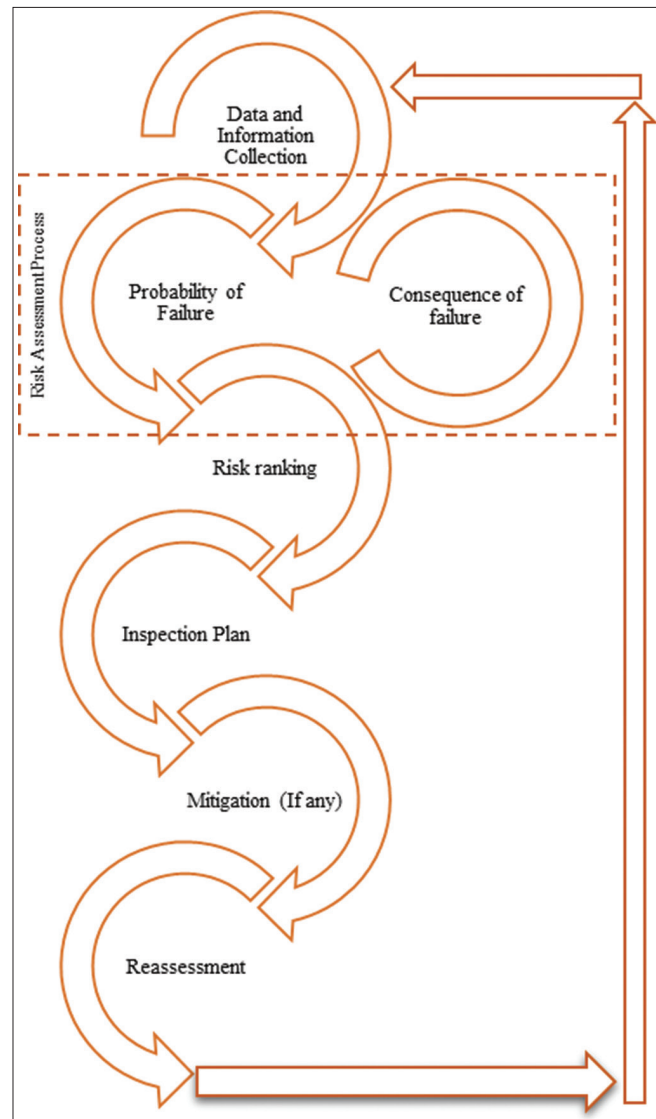 Data and
Information
Collection
Risk Assessment Process
Probability of
Failure
Consequence of
failure
Risk ranking
Inspection Plan
Mitigation (If any)
Reassessment